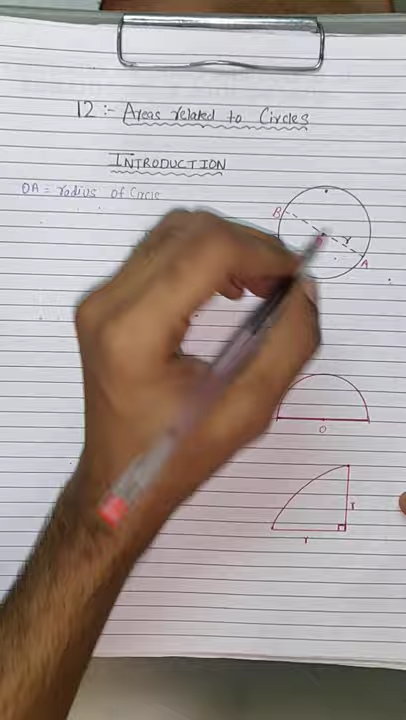 12 :- Areas related to Circles
INTRODUCTION
OA = radius of Circle
B
r
A
O
r
r